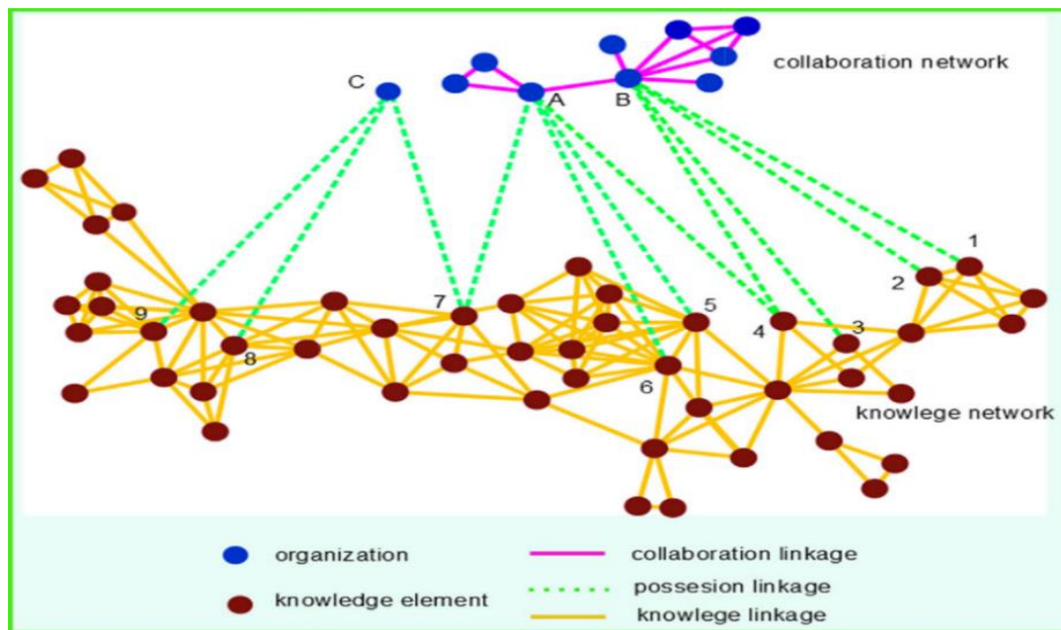 collaboration network
C
A
B
1
2
3
4
5
6
7
8
9
knowlege network
organization
collaboration linkage
possesion linkage
knowledge element
knowlege linkage